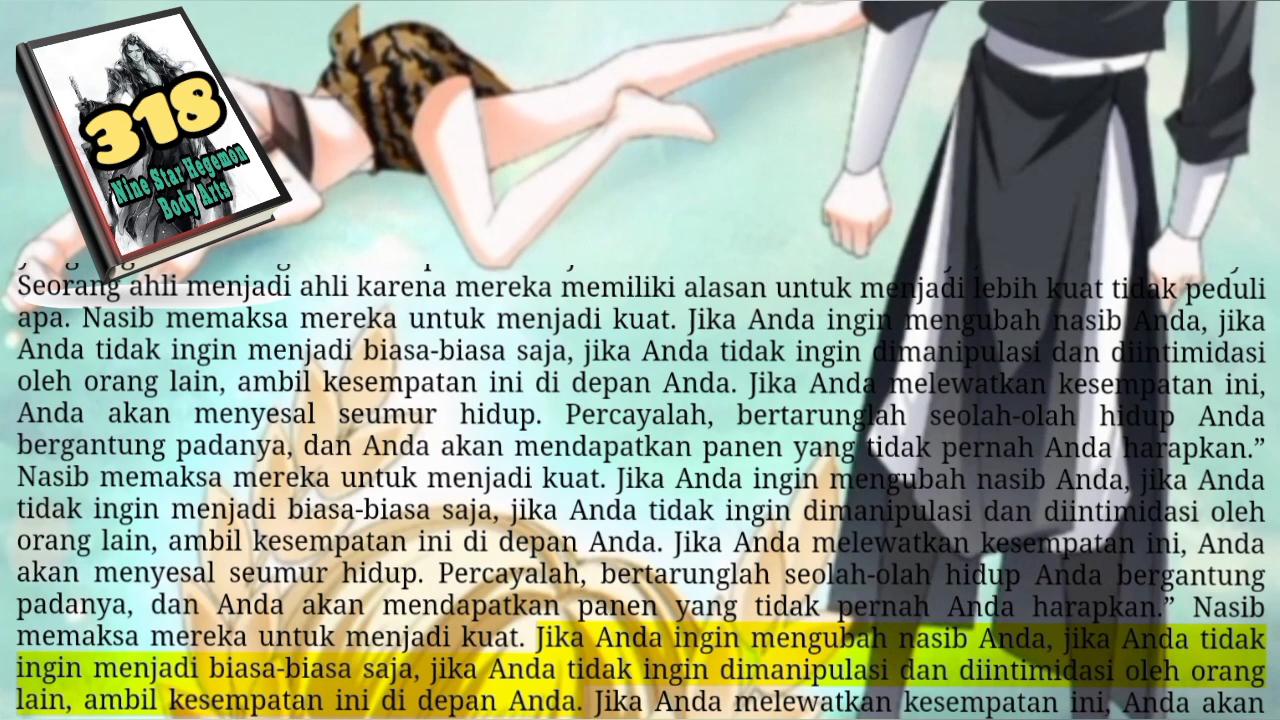 318
Nine Star Hegemon
Body Arts
Seorang ahli menjadi ahli karena mereka memiliki alasan untuk menjadi lebih kuat tidak peduli
apa. Nasib memaksa mereka untuk menjadi kuat. Jika Anda ingin mengubah nasib Anda, jika
Anda tidak ingin menjadi biasa-biasa saja, jika Anda tidak ingin dimanipulasi dan diintimidasi
oleh orang lain, ambil kesempatan ini di depan Anda. Jika Anda melewatkan kesempatan ini,
Anda akan menyesal seumur hidup. Percayalah, bertarunglah seolah-olah hidup Anda
bergantung padanya, dan Anda akan mendapatkan panen yang tidak pernah Anda harapkan.”
Nasib memaksa mereka untuk menjadi kuat. Jika Anda ingin mengubah nasib Anda, jika Anda
tidak ingin menjadi biasa-biasa saja, jika Anda tidak ingin dimanipulasi dan diintimidasi oleh
orang lain, ambil kesempatan ini di depan Anda. Jika Anda melewatkan kesempatan ini, Anda
akan menyesal seumur hidup. Percayalah, bertarunglah seolah-olah hidup Anda bergantung
padanya, dan Anda akan mendapatkan panen yang tidak pernah Anda harapkan.” Nasib
memaksa mereka untuk menjadi kuat. Jika Anda ingin mengubah nasib Anda, jika Anda tidak
ingin menjadi biasa-biasa saja, jika Anda tidak ingin dimanipulasi dan diintimidasi oleh orang
lain, ambil kesempatan ini di depan Anda. Jika Anda melewatkan kesempatan ini, Anda akan